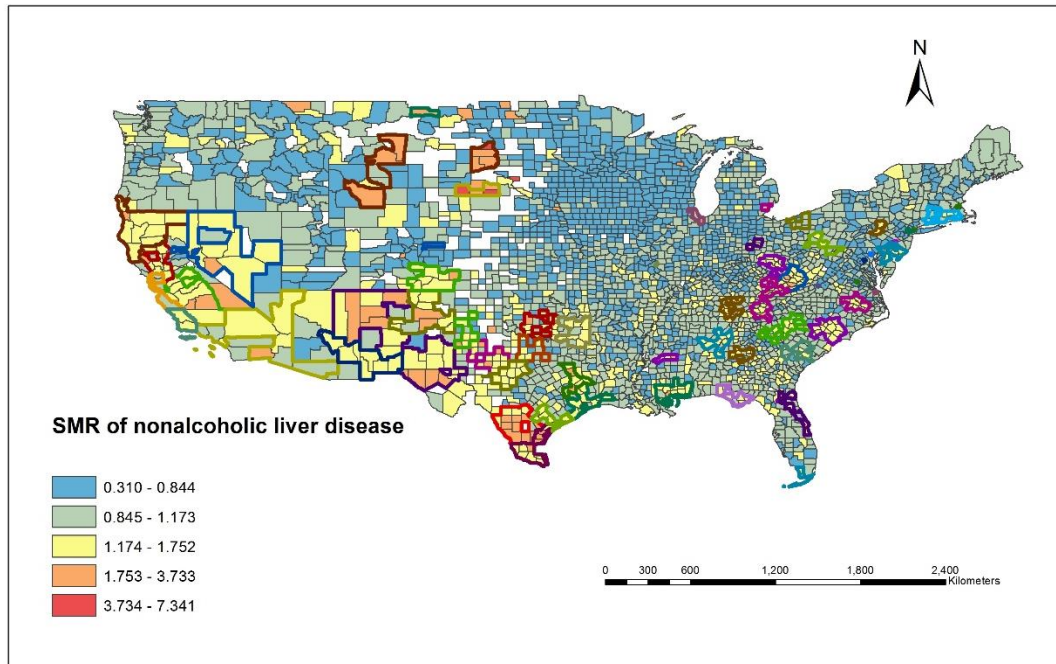 N
SMR of nonalcoholic liver disease
0.310 - 0.844
0.845 - 1.173
1.174 - 1.752
1.753 - 3.733
3.734 - 7.341
0 300 600 1,200 1,800 2,400
Kilometers